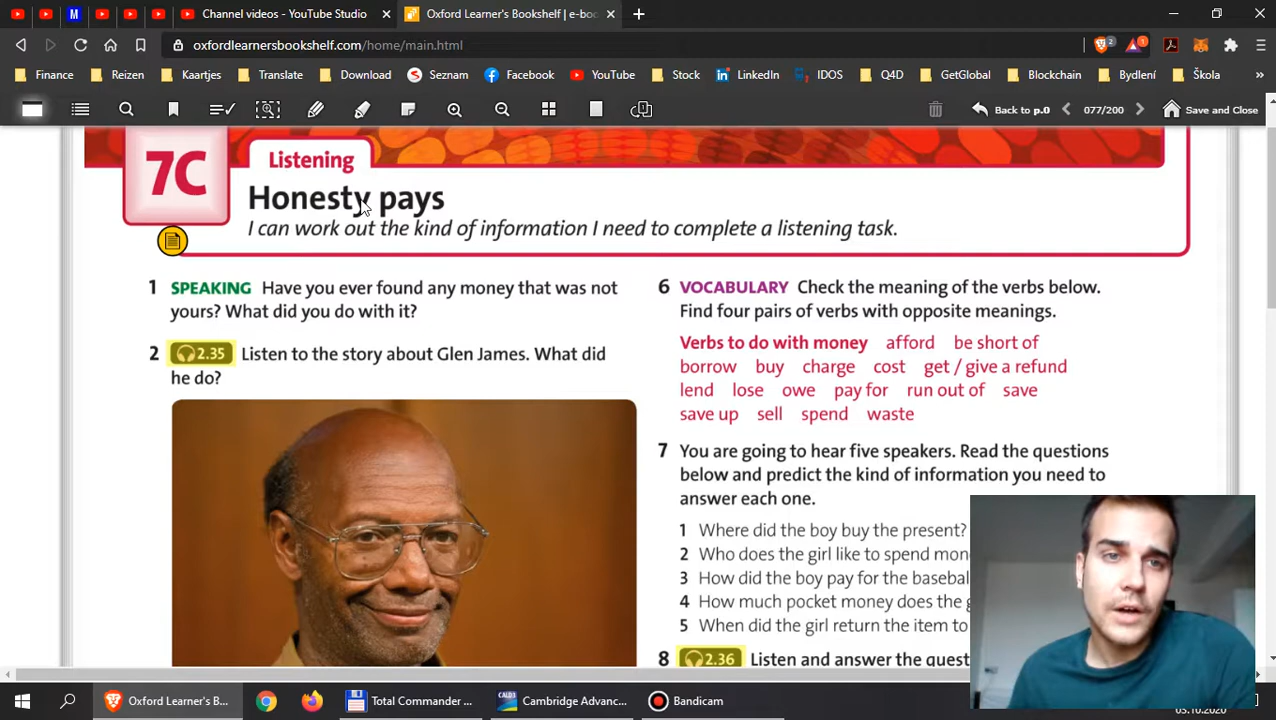 Channel videos - YouTube Studio
Oxford Learner's Bookshelf | e-boo
oxfordlearnersbookshelf.com/home/main.html
2
1
Finance
Reizen
Kaartjes
Translate
Download
Seznam
Facebook
YouTube
Stock
LinkedIn
IDOS
Q4D
GetGlobal
Blockchain
Bydlení
Škola
Back to p.0
077/200
Save and Close
7C
Listening
Honesty pays
I can work out the kind of information I need to complete a listening task.
1 SPEAKING Have you ever found any money that was not
yours? What did you do with it?
2 2.35 Listen to the story about Glen James. What did
he do?
6 VOCABULARY Check the meaning of the verbs below.
Find four pairs of verbs with opposite meanings.
Verbs to do with money afford be short of
borrow buy charge cost get / give a refund
lend lose owe pay for run out of save
save up sell spend waste
7 You are going to hear five speakers. Read the questions
below and predict the kind of information you need to
answer each one.
1 Where did the boy buy the present?
2 Who does the girl like to spend mon
3 How did the boy pay for the basebal
4 How much pocket money does the g
5 When did the girl return the item to
8 2.36 Listen and answer the quest
Oxford Learner's B...
Total Commander ...
CALD3
Cambridge Advanc...
Bandicam
03.10.2020